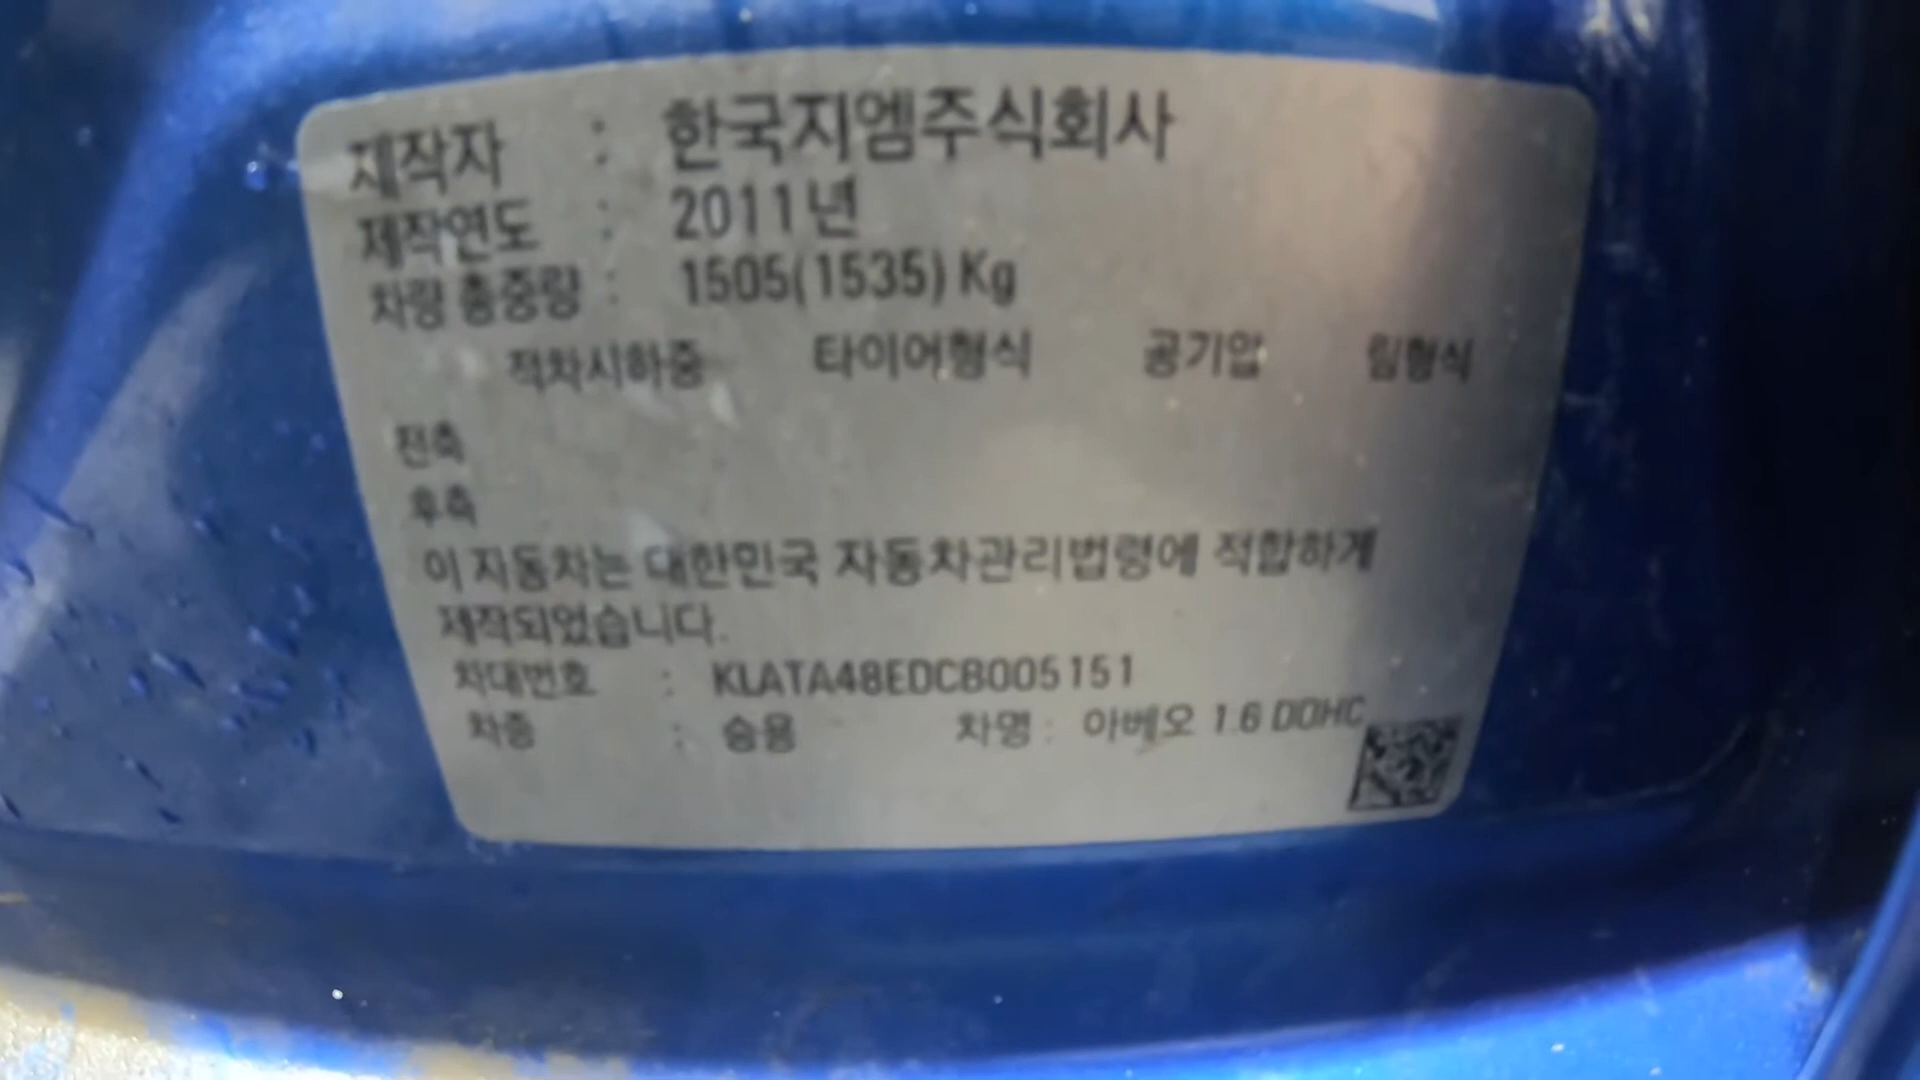 제작자 : 한국지엠주식회사
제작연도 : 2011년
차량 총중량 : 1505(1535) Kg
적차시하중 타이어형식 공기압 림형식
전축
후축
이 자동차는 대한민국 자동차관리법령에 적합하게
제작되었습니다.
차대번호 : KLATA48EDCB005151
차종 : 승용 차명 : 아베오 1.6 DOHC